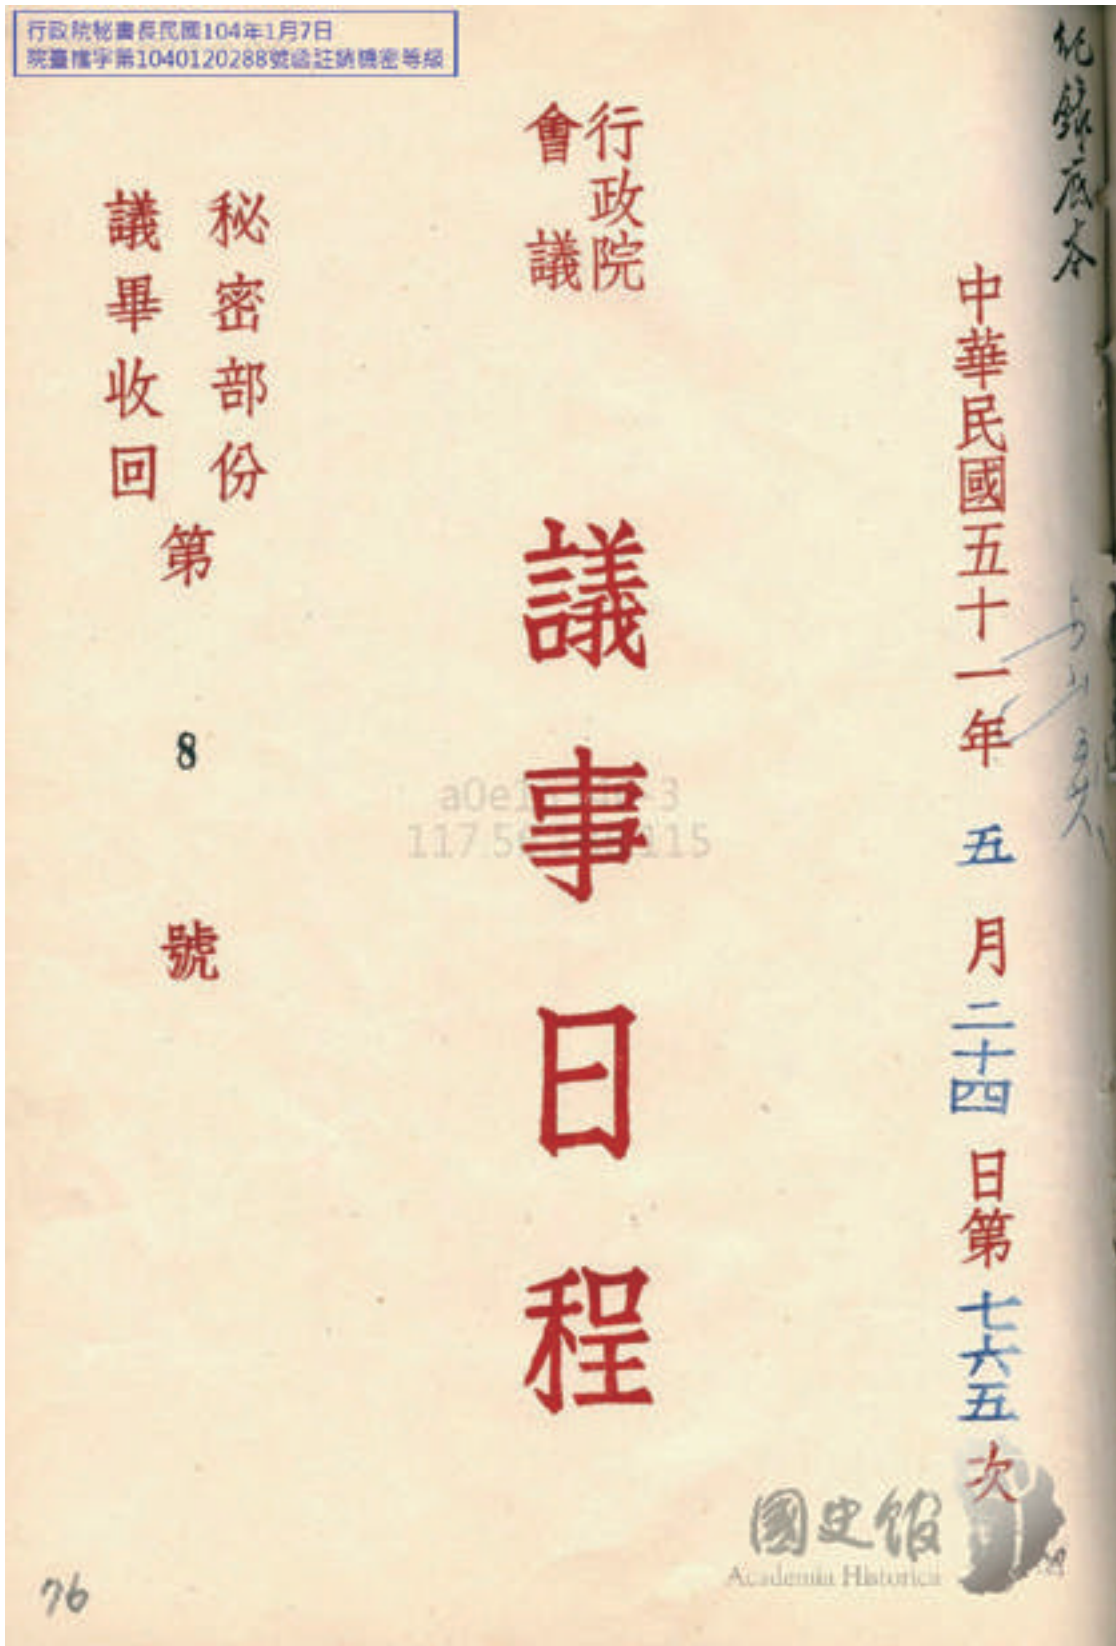 行政院秘書長民國104年1月7日
院臺檔字第1040120288號函註銷機密等級
紀錄底本
中華民國五十一年 五 月二十四日第七六五次
行政院
會議
議事日程
秘密部份
議畢收回
第 8 號
國史館
Academia Historica
76